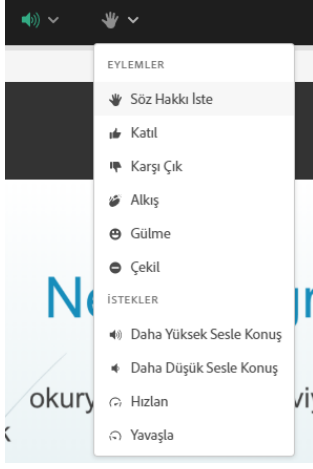 EYLEMLER
Söz Hakkı İste
Katıl
Karşı Çık
Alkış
Gülme
Çekil
İSTEKLER
Daha Yüksek Sesle Konuş
Daha Düşük Sesle Konuş
okury
Hızlan
Yavaşla